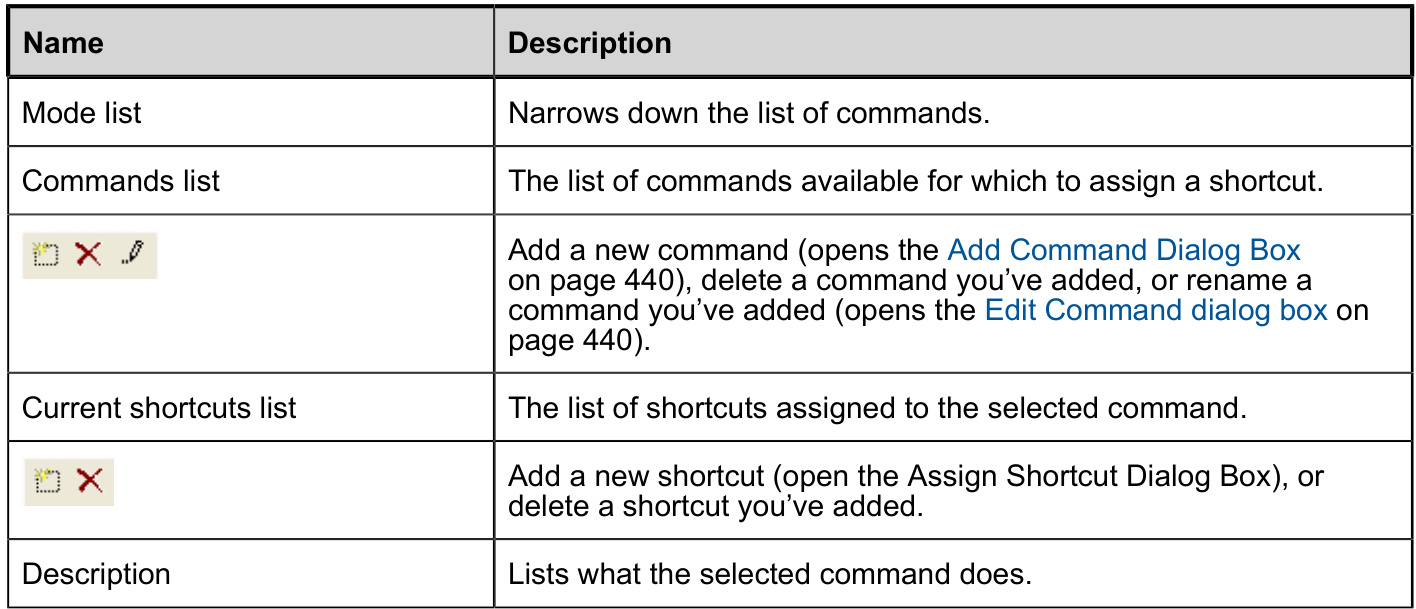 Name Description
Mode list Narrows down the list of commands.
Commands list The list of commands available for which to assign a shortcut.
Add a new command (opens the Add Command Dialog Box
on page 440), delete a command you’ve added, or rename a
command you’ve added (opens the Edit Command dialog box on
page 440).
Current shortcuts list The list of shortcuts assigned to the selected command.
Add a new shortcut (open the Assign Shortcut Dialog Box), or
delete a shortcut you’ve added.
Description Lists what the selected command does.